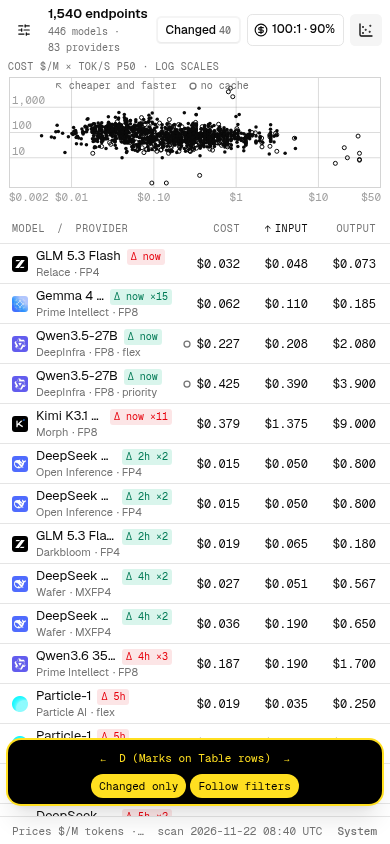 1,540 endpoints
446 models ·
83 providers
Changed 40
100:1 · 90%
COST $/M × TOK/S P50 · LOG SCALES
↖ cheaper and faster
no cache
1,000
100
10
$0.002 $0.01 $0.10 $1 $10 $50
MODEL / PROVIDER COST ↑ INPUT OUTPUT
GLM 5.3 Flash Δ now $0.032 $0.048 $0.073
Relace · FP4
Gemma 4 … Δ now ×15 $0.062 $0.110 $0.185
Prime Intellect · FP8
Qwen3.5-27B Δ now $0.227 $0.208 $2.080
DeepInfra · FP8 · flex
Qwen3.5-27B Δ now $0.425 $0.390 $3.900
DeepInfra · FP8 · priority
Kimi K3.1 … Δ now ×11 $0.379 $1.375 $9.000
Morph · FP8
DeepSeek … Δ 2h ×2 $0.015 $0.050 $0.800
Open Inference · FP4
DeepSeek … Δ 2h ×2 $0.015 $0.050 $0.800
Open Inference · FP4
GLM 5.3 Fla… Δ 2h ×2 $0.019 $0.065 $0.180
Darkbloom · FP4
DeepSeek … Δ 4h ×2 $0.027 $0.051 $0.567
Wafer · MXFP4
DeepSeek … Δ 4h ×2 $0.036 $0.190 $0.650
Wafer · MXFP4
Qwen3.6 35… Δ 4h ×3 $0.187 $0.190 $1.700
Prime Intellect · FP8
Particle-1 Δ 5h $0.019 $0.035 $0.250
Particle AI · flex
Particle-1 Δ 5h
← D (Marks on Table rows) →
Changed only Follow filters
DeepSeek … Δ 5h ×2
Prices $/M tokens ·… scan 2026-11-22 08:40 UTC System